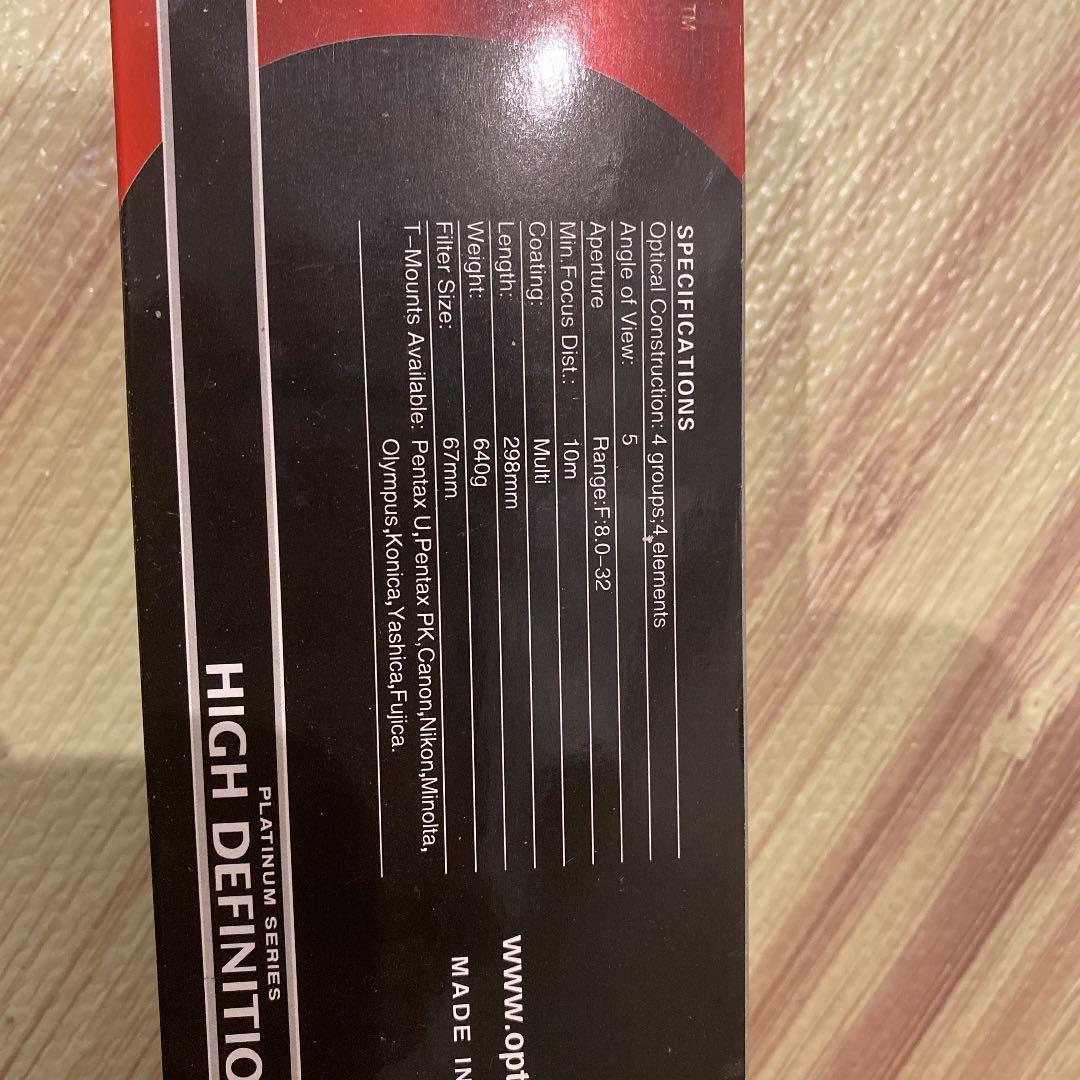 TM
SPECIFICATIONS
Optical Construction: 4 groups;4 elements
Angle of View: 5
Aperture Range:F:8.0-32
Min.Focus Dist.: 10m
Coating: Multi
Length: 298mm
Weight: 640g
Filter Size: 67mm
T-Mounts Available: Pentax U,Pentax PK,Canon,Nikon,Minolta,
Olympus,Konica,Yashica,Fujica.
www.opt
MADE IN
PLATINUM SERIES
HIGH DEFINITIO